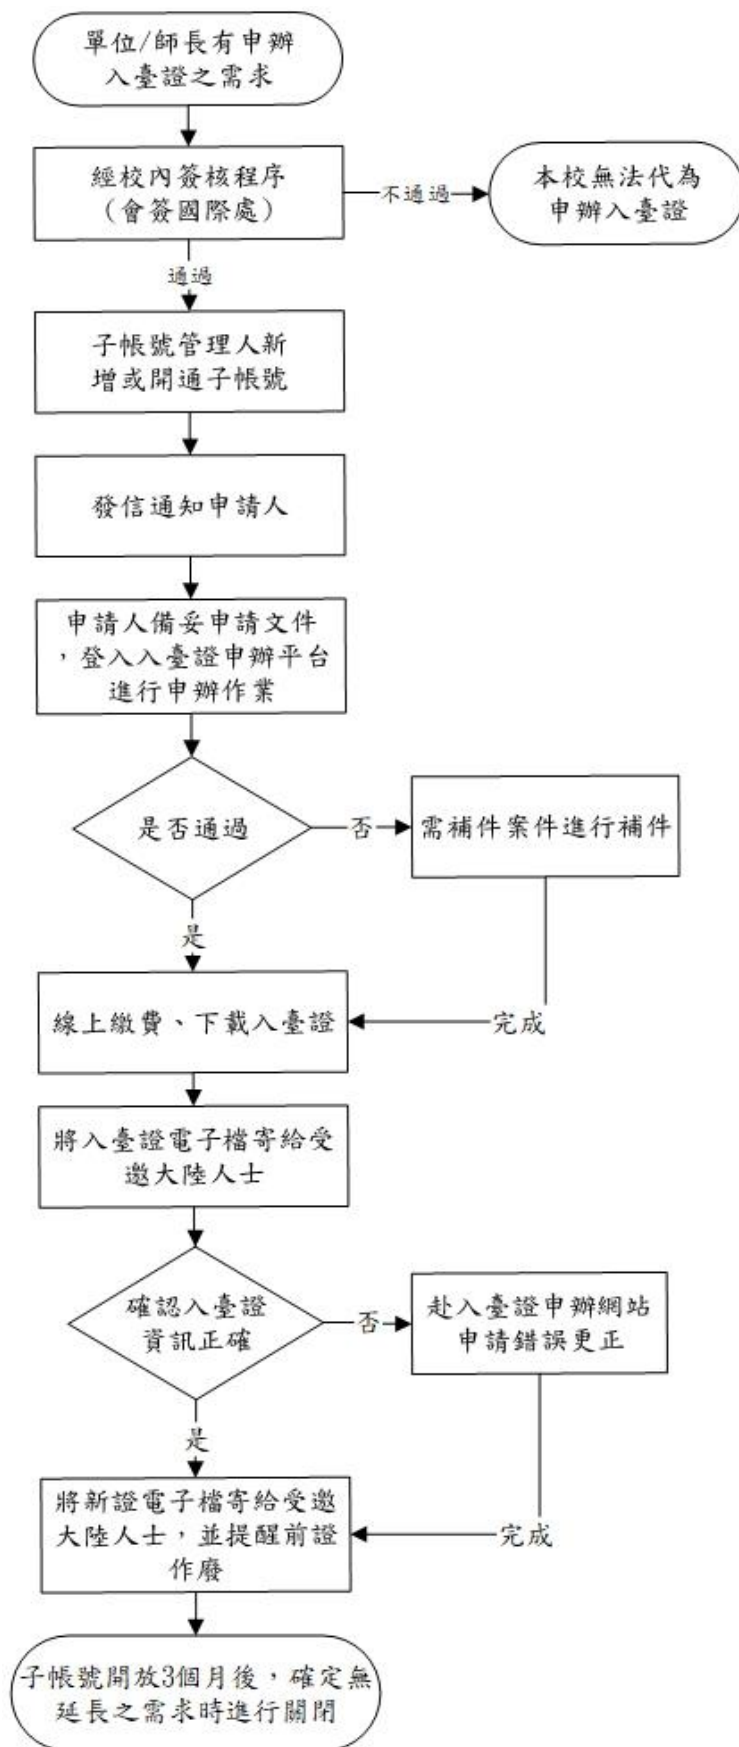 單位/師長有申辦
入臺證之需求
經校內簽核程序
（會簽國際處）
不通過
本校無法代為
申辦入臺證
通過
子帳號管理人新
增或開通子帳號
發信通知申請人
申請人備妥申請文件
，登入入臺證申辦平台
進行申辦作業
是否通過
否
需補件案件進行補件
是
線上繳費、下載入臺證
完成
將入臺證電子檔寄給受
邀大陸人士
確認入臺證
資訊正確
否
赴入臺證申辦網站
申請錯誤更正
是
將新證電子檔寄給受邀
大陸人士，並提醒前證
作廢
完成
子帳號開放3個月後，確定無
延長之需求時進行關閉